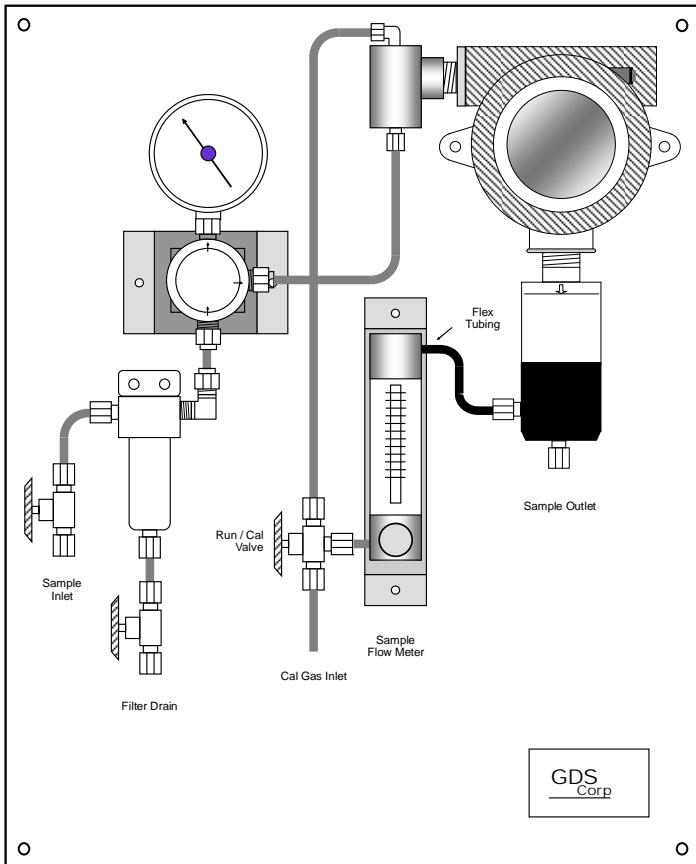 Flex
Tubing
Sample Outlet
Run / Cal
Valve
Sample
Inlet
Sample
Flow Meter
Cal Gas Inlet
Filter Drain
GDS
Corp